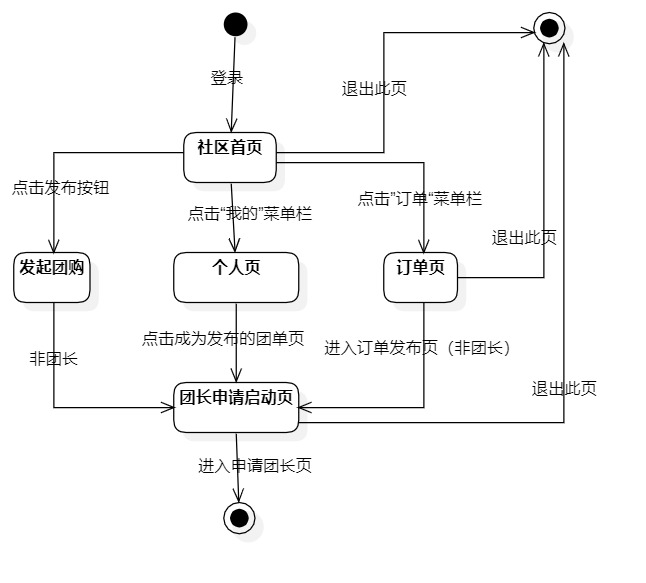 登录
退出此页
社区首页
点击发布按钮
点击“我的”菜单栏
点击”订单“菜单栏
退出此页
发起团购
个人页
订单页
点击成为发布的团单页
进入订单发布页（非团长）
非团长
退出此页
团长申请启动页
进入申请团长页